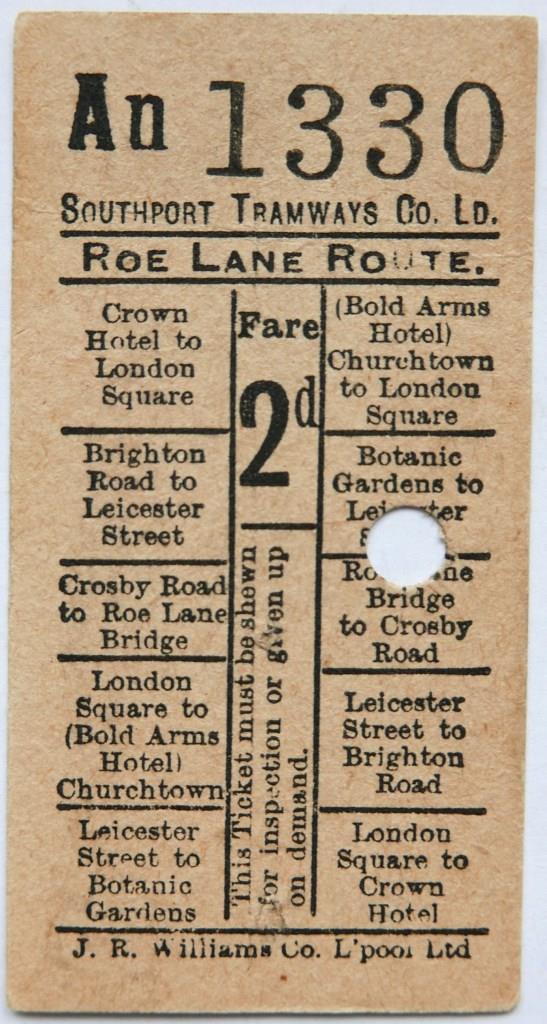 An 1330
SOUTHPORT TRAMWAYS CO. LD.
ROE LANE ROUTE.
Crown
Hotel to
London
Square
Brighton
Road to
Leicester
Street
Crosby Road
to Roe Lane
Bridge
London
Square to
(Bold Arms
Hotel)
Churchtown
Leicester
Street to
Botanic
Gardens
Fare
2d
This Ticket must be shewn
for inspection or given up
on demand.
(Bold Arms
Hotel)
Churchtown
to London
Square
Botanic
Gardens to
Leicester
Roe Lane
Bridge
to Crosby
Road
Leicester
Street to
Brighton
Road
London
Square to
Crown
Hotel
J. R. Williams Co. L'pool Ltd